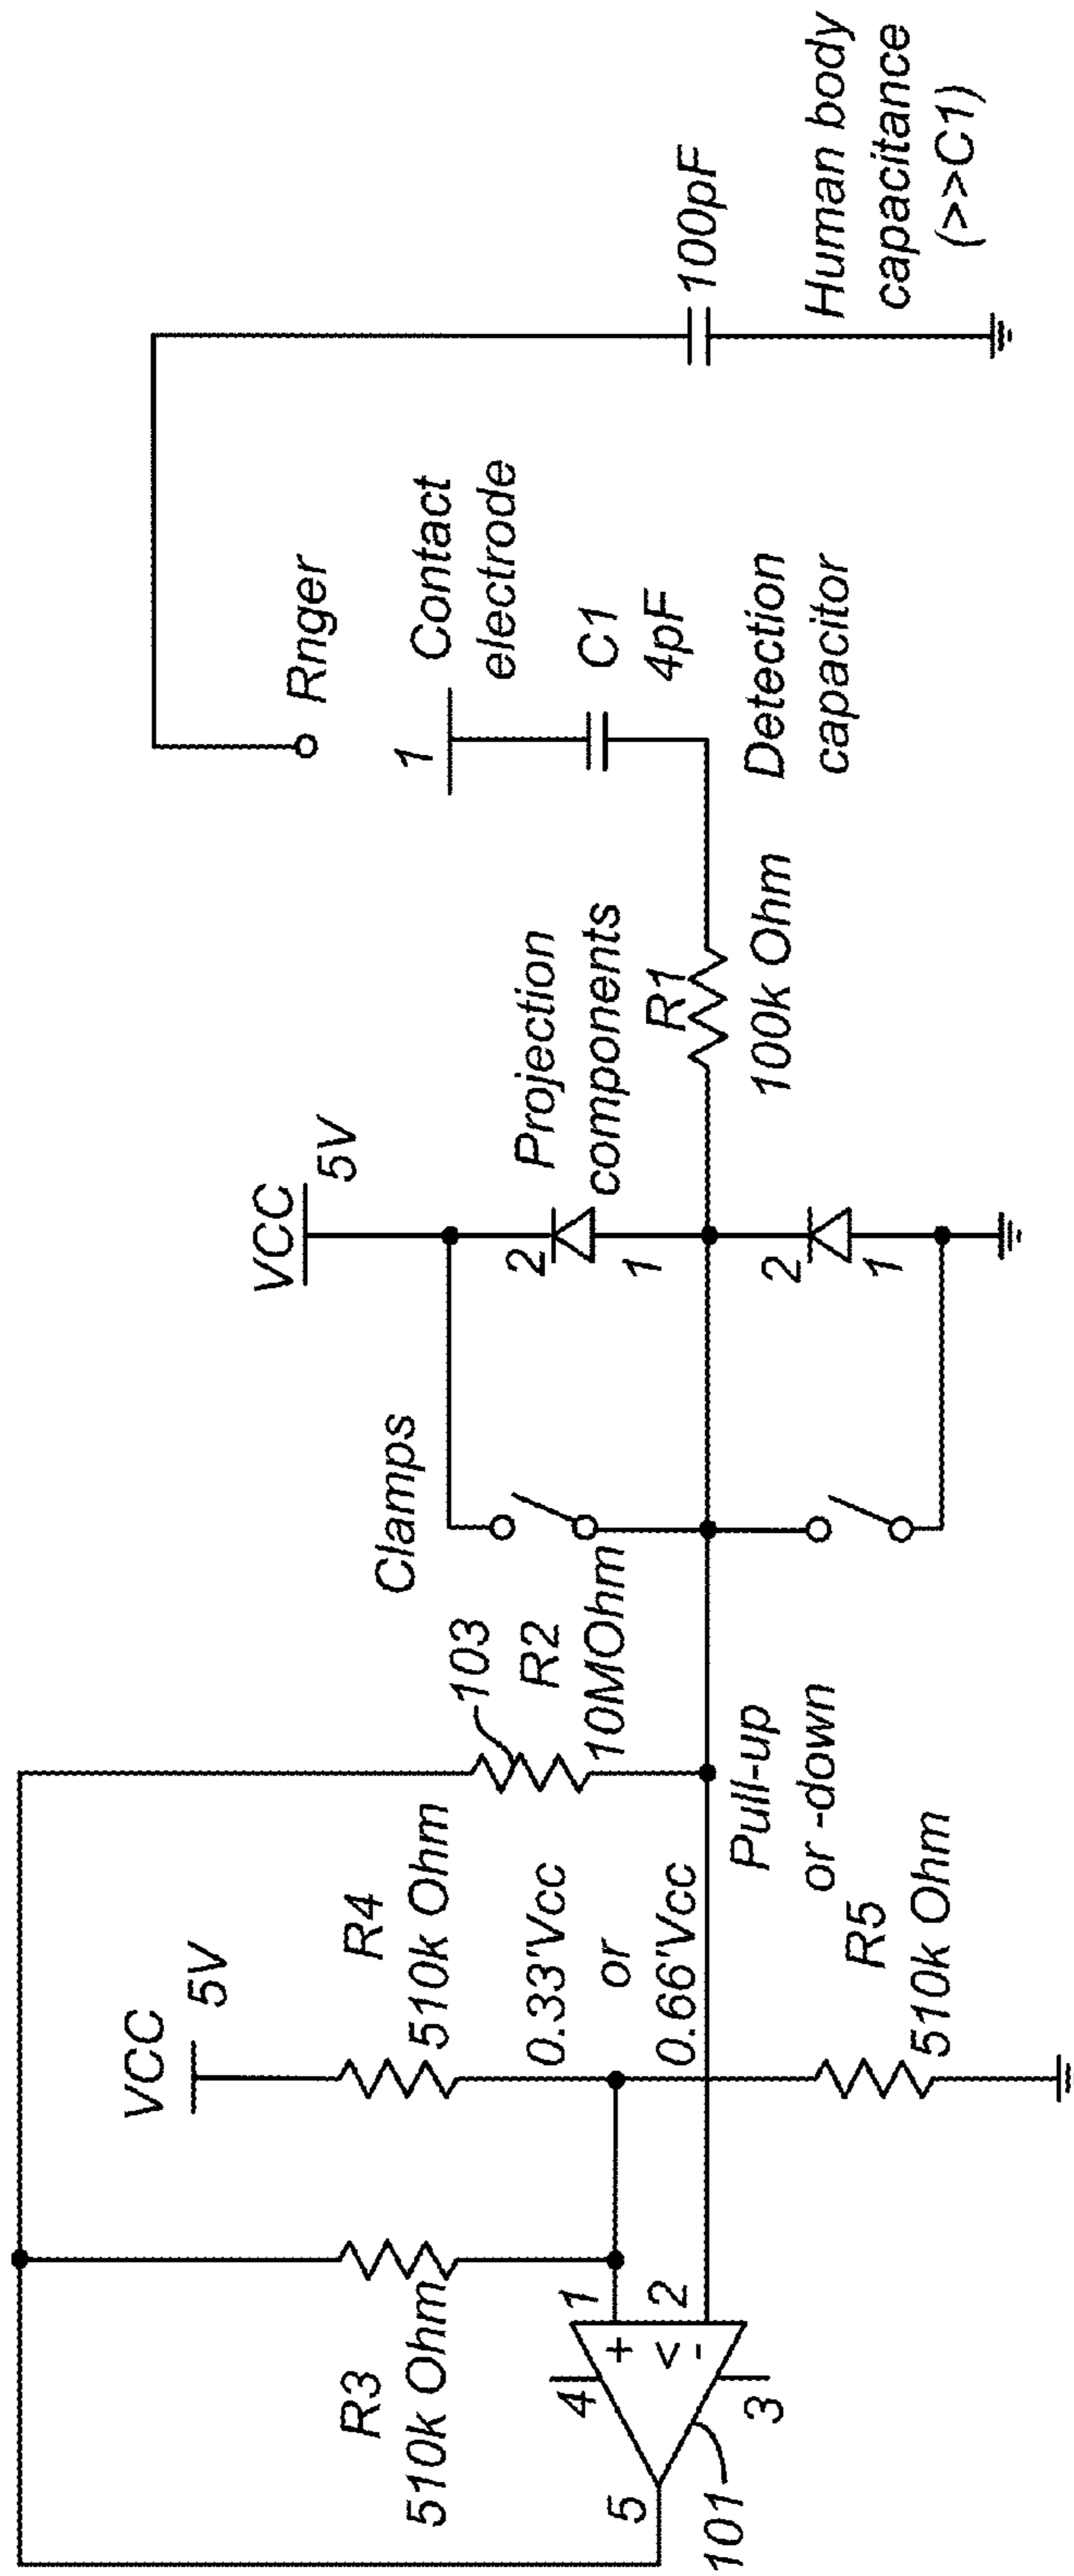 VCC
5V
R3
510k Ohm
R4
510k Ohm
103
R2
10MOhm
Clamps
VCC
5V
Projection
components
2
1
2
1
R1
100k Ohm
Rnger
1
Contact
electrode
C1
4pF
Detection
capacitor
100pF
Human body
capacitance
(>>C1)
0.33'Vcc
or
0.66'Vcc
Pull-up
or -down
R5
510k Ohm
5
4
1
+
<
-
2
3
101